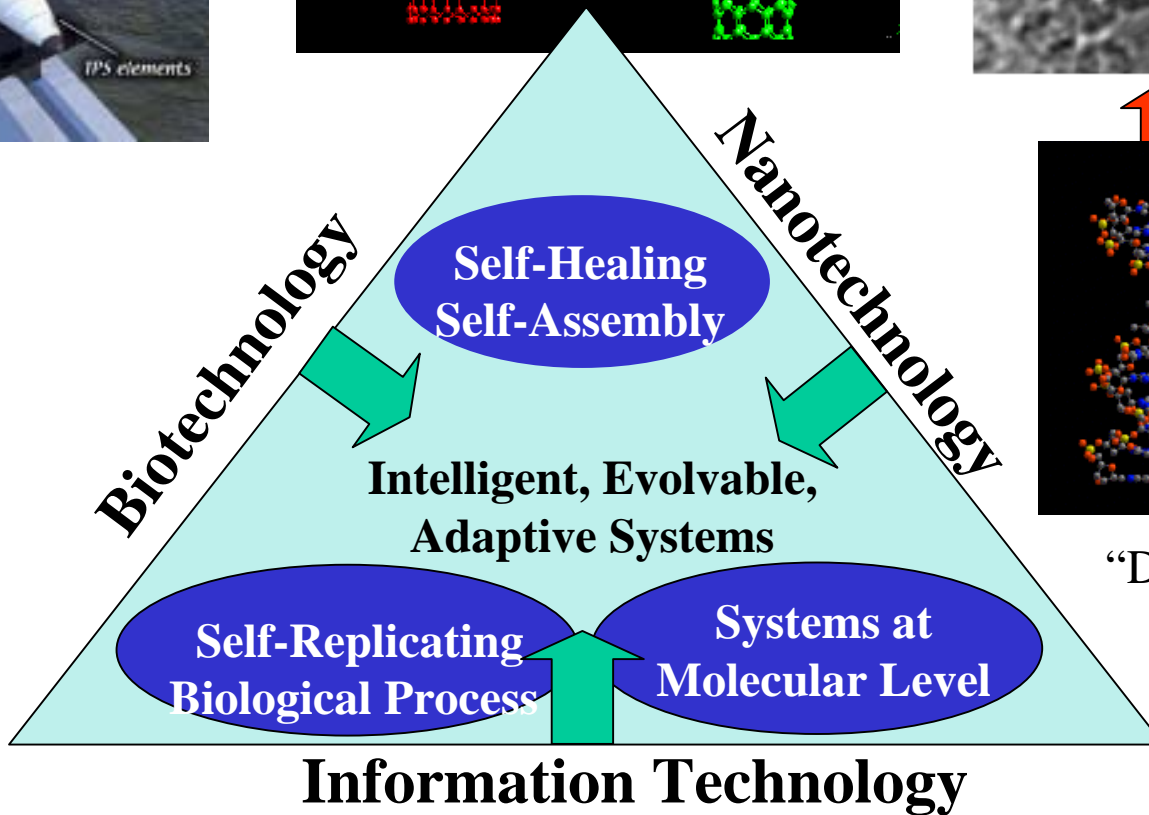 TPS elements
Biotechnology
Nanotechnology
Self-Healing
Self-Assembly
Intelligent, Evolvable,
Adaptive Systems
“D
Self-Replicating
Biological Process
Systems at
Molecular Level
Information Technology